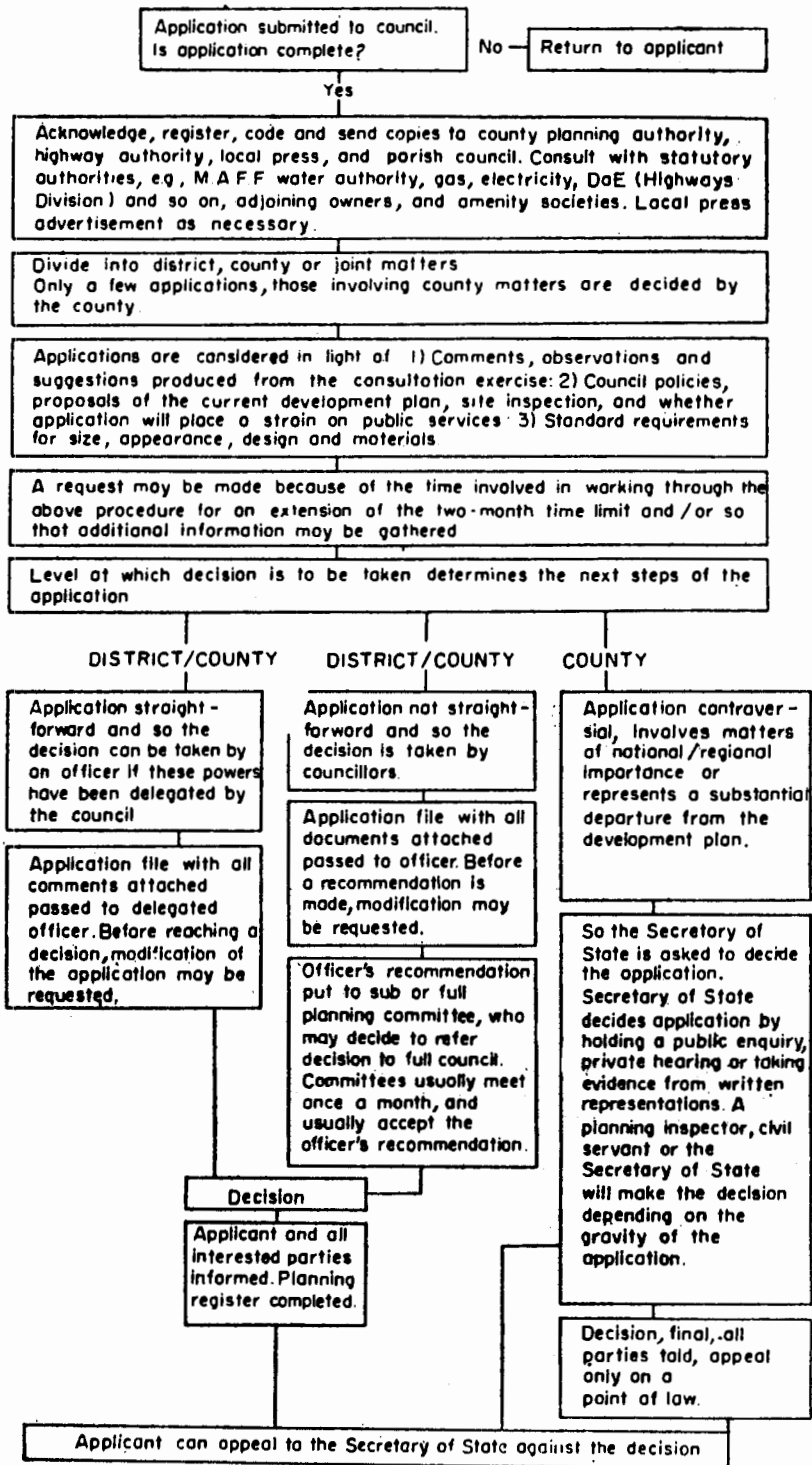 Application submitted to council.
Is application complete?
No
Return to applicant
Yes
Acknowledge, register, code and send copies to county planning authority,
highway authority, local press, and parish council. Consult with statutory
authorities, e.g., M A F F water authority, gas, electricity, DoE (Highways
Division) and so on, adjoining owners, and amenity societies. Local press
advertisement as necessary.
Divide into district, county or joint matters
Only a few applications, those involving county matters are decided by
the county
Applications are considered in light of 1) Comments, observations and
suggestions produced from the consultation exercise: 2) Council policies,
proposals of the current development plan, site inspection, and whether
application will place a strain on public services 3) Standard requirements
for size, appearance, design and materials
A request may be made because of the time involved in working through the
above procedure for an extension of the two-month time limit and / or so
that additional information may be gathered
Level at which decision is to be taken determines the next steps of the
application
DISTRICT/COUNTY
Application straight-
forward and so the
decision can be taken by
an officer if these powers
have been delegated by
the council
Application file with all
comments attached
passed to delegated
officer. Before reaching a
decision, modification of
the application may be
requested.
DISTRICT/COUNTY
Application not straight-
forward and so the
decision is taken by
councillors.
Application file with all
documents attached
passed to officer. Before
a recommendation is
made, modification may
be requested.
Officer's recommendation
put to sub or full
planning committee, who
may decide to refer
decision to full council.
Committees usually meet
once a month, and
usually accept the
officer's recommendation.
Decision
Applicant and all
interested parties
informed. Planning
register completed.
COUNTY
Application controver-
sial, involves matters
of national/regional
importance or
represents a substantial
departure from the
development plan.
So the Secretary of
State is asked to decide
the application.
Secretary of State
decides application by
holding a public enquiry,
private hearing or taking
evidence from written
representations. A
planning inspector, civil
servant or the
Secretary of State
will make the decision
depending on the
gravity of the
application.
Decision, final, all
parties told, appeal
only on a
point of law.
Applicant can appeal to the Secretary of State against the decision